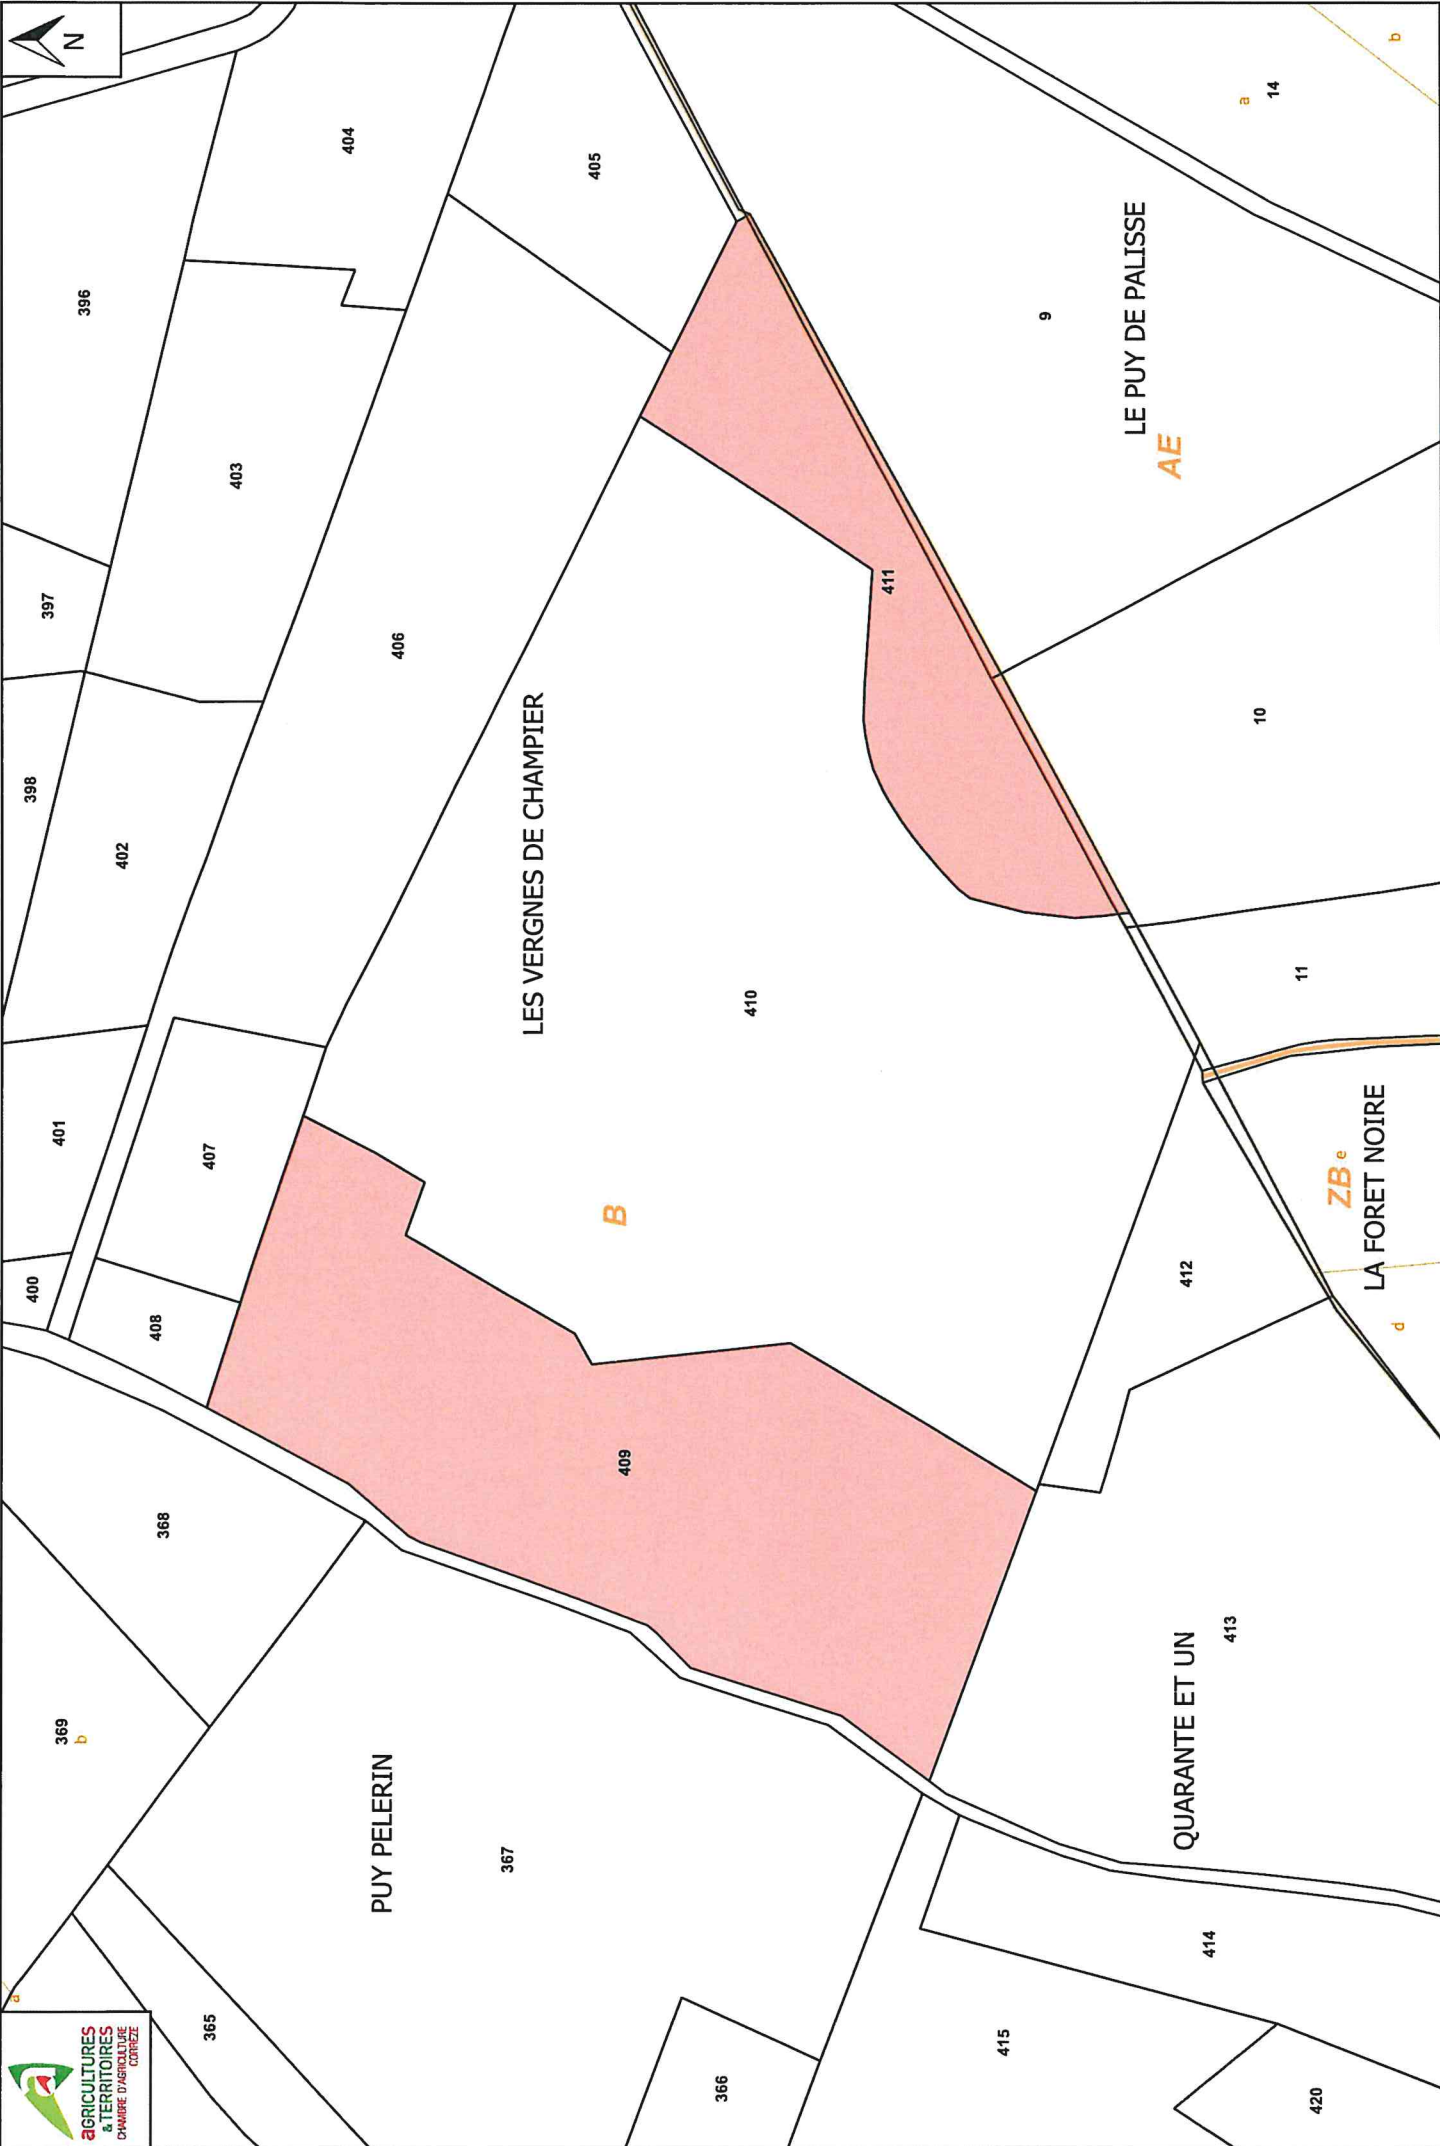 aGRICULTURES
& TERRITOIRES
CHAMBRE D'AGRICULTURE
CORRÈZE
N
a
369
b
398
397
396
400
401
402
365
368
408
407
403
404
PUY PELERIN
406
367
LES VERGNES DE CHAMPIER
405
B
409
366
410
411
415
9
LE PUY DE PALISSE
AE
414
QUARANTE ET UN
413
412
10
a
14
420
11
ZB
e
LA FORET NOIRE
d
b